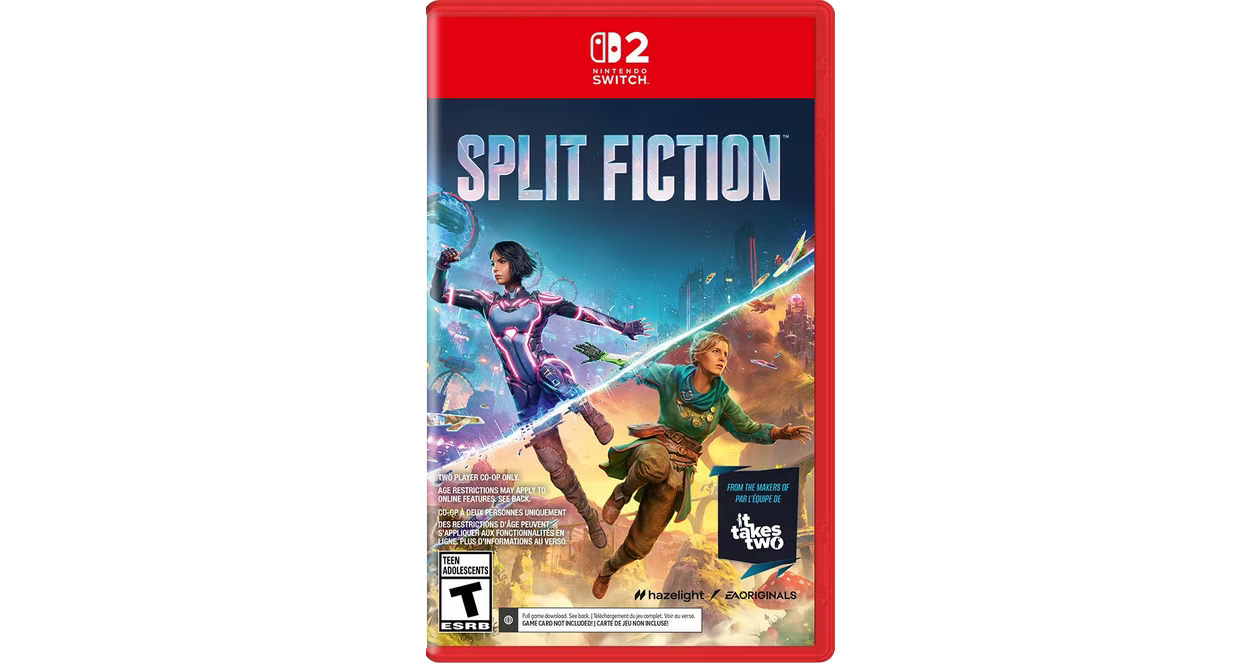 2
NINTENDO
SWITCH™
SPLIT FICTION™
TWO PLAYER CO-OP ONLY.
AGE RESTRICTIONS MAY APPLY TO
ONLINE FEATURES. SEE BACK.
CO-OP À DEUX PERSONNES UNIQUEMENT
DES RESTRICTIONS D'ÂGE PEUVENT
S'APPLIQUER AUX FONCTIONNALITÉS EN
LIGNE. PLUS D'INFORMATIONS AU VERSO.
FROM THE MAKERS OF
PAR L'ÉQUIPE DE
it
takes
two
TEEN
ADOLESCENTS
T
ESRB
hazelight
EA ORIGINALS
Full game download. See back. | Téléchargement du jeu complet. Voir au verso.
GAME CARD NOT INCLUDED! | CARTE DE JEU NON INCLUSE!